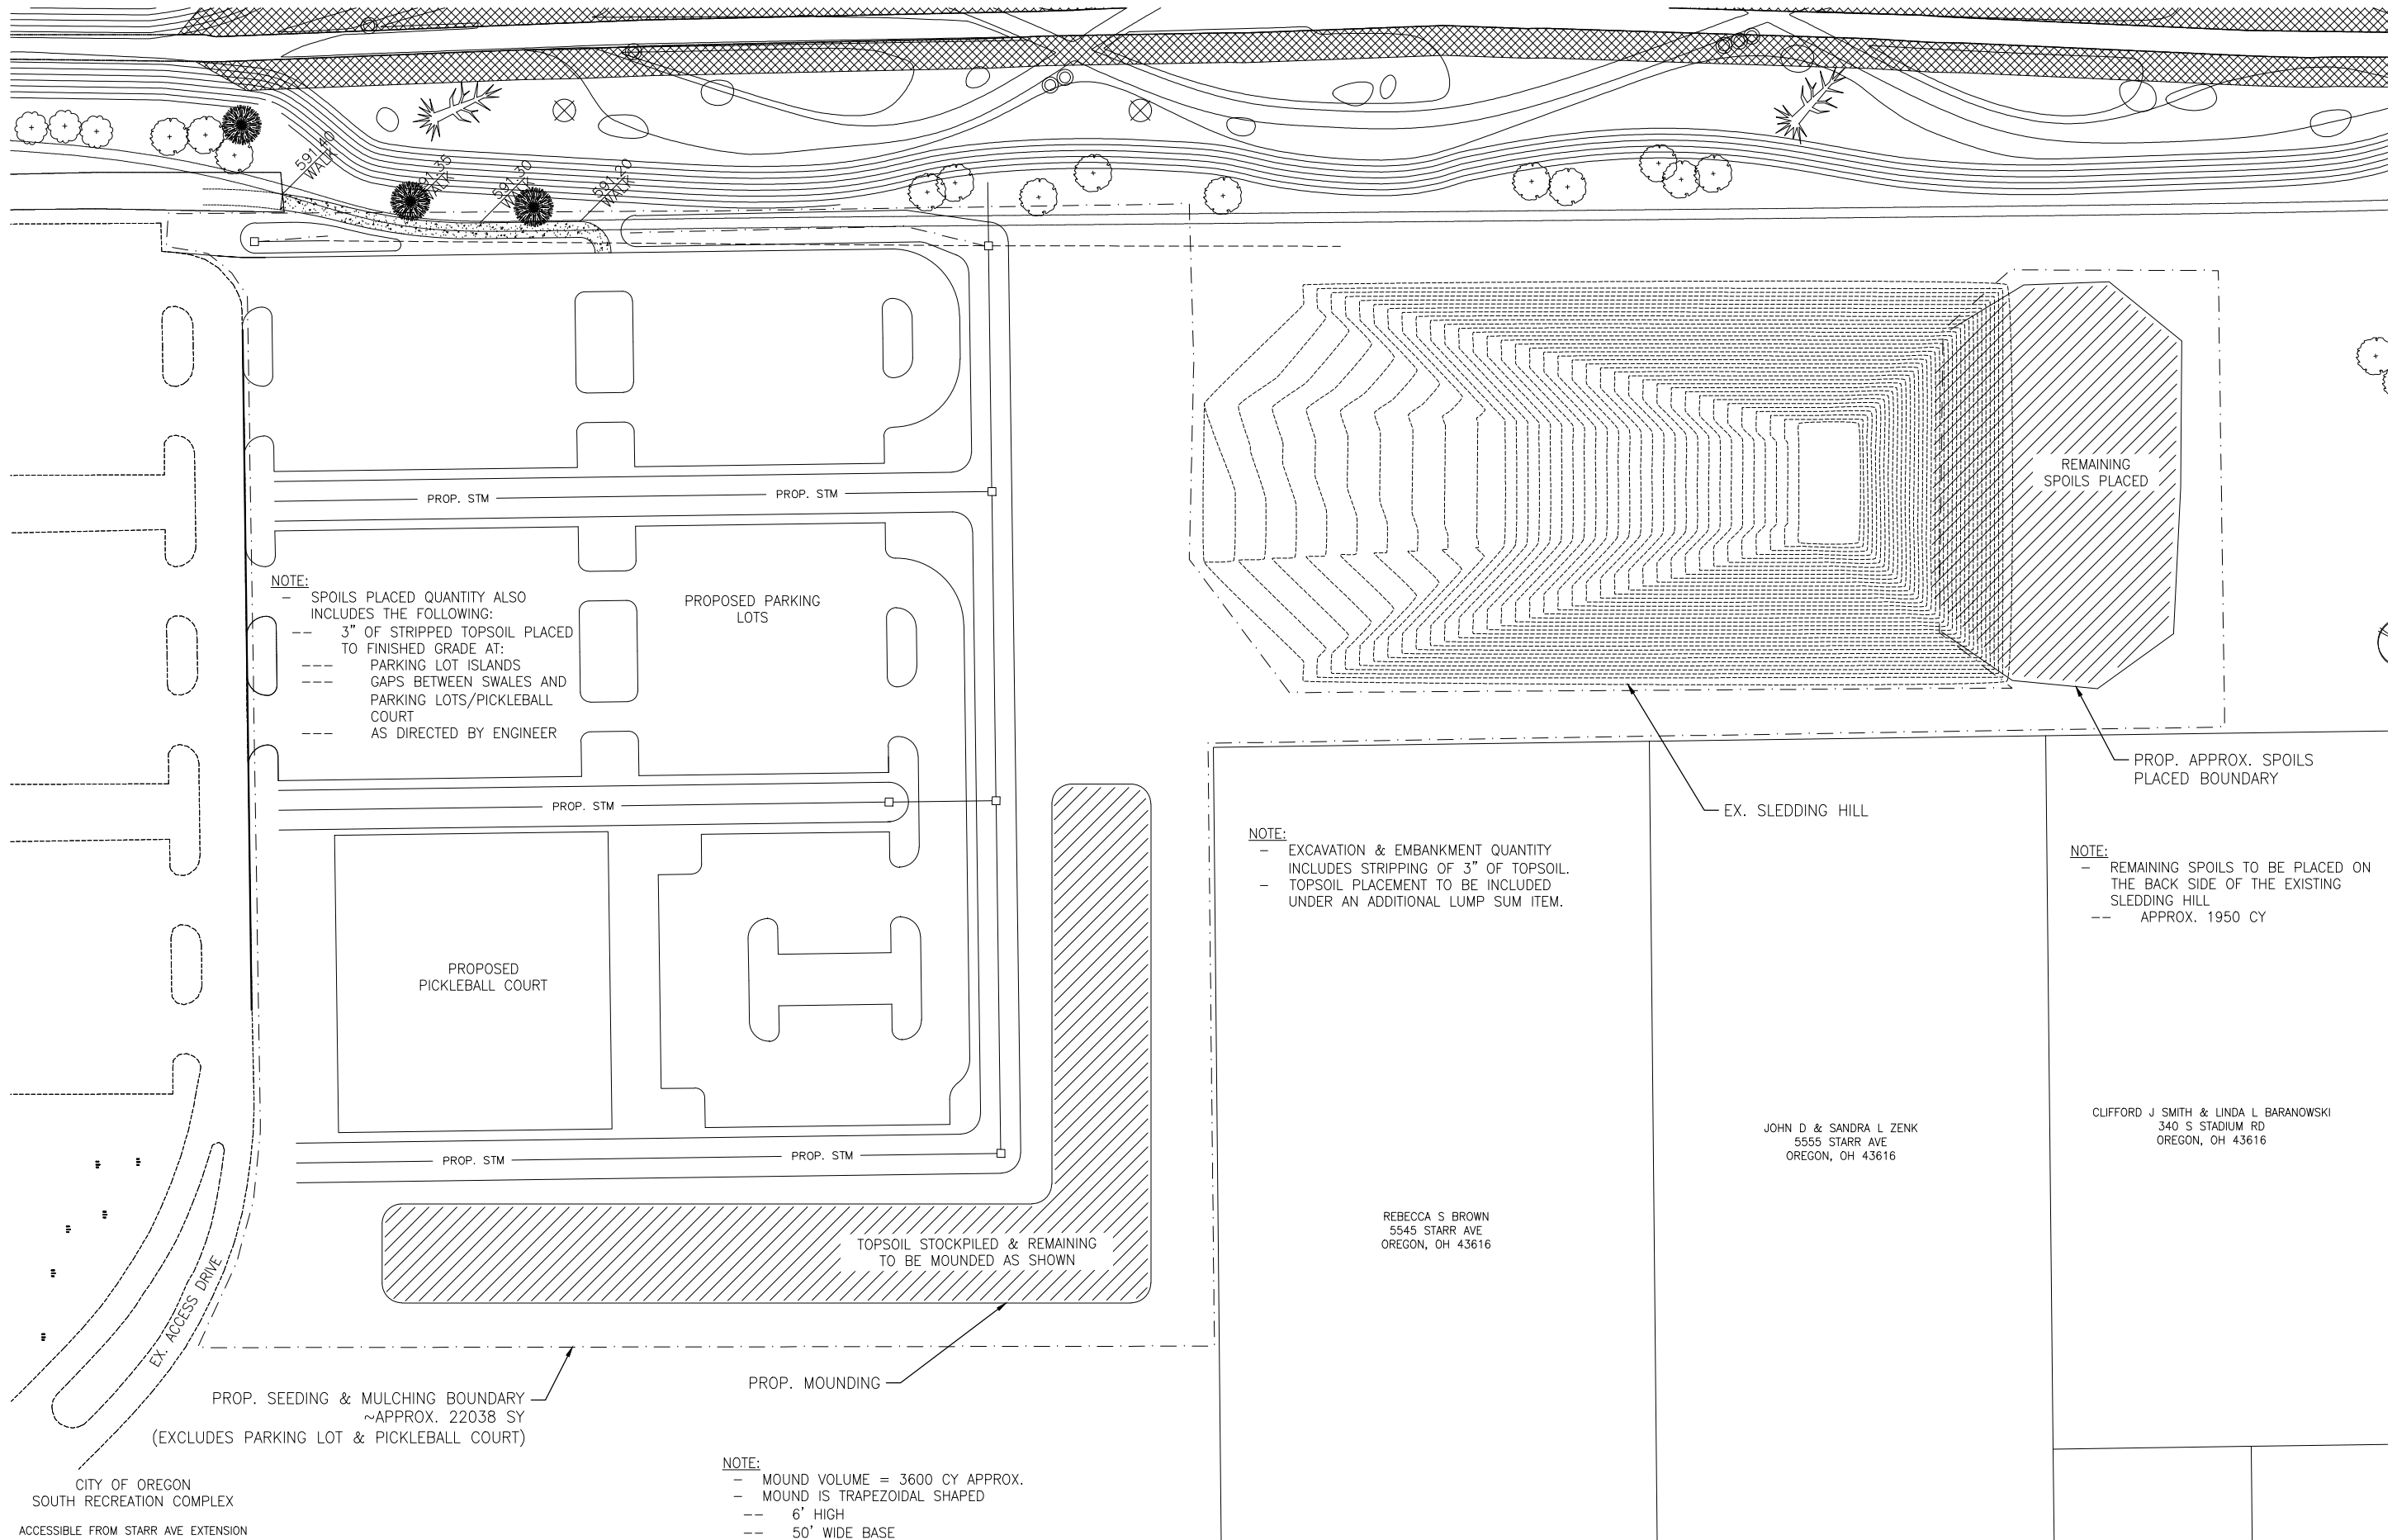 591.40
WALK
591.35
WALK
591.30
WALK
591.20
WALK
PROP. STM
PROP. STM
REMAINING
SPOILS PLACED
NOTE:
- SPOILS PLACED QUANTITY ALSO
INCLUDES THE FOLLOWING:
-- 3" OF STRIPPED TOPSOIL PLACED
TO FINISHED GRADE AT:
--- PARKING LOT ISLANDS
--- GAPS BETWEEN SWALES AND
PARKING LOTS/PICKLEBALL
COURT
--- AS DIRECTED BY ENGINEER
PROPOSED PARKING
LOTS
PROP. STM
PROP. APPROX. SPOILS
PLACED BOUNDARY
EX. SLEDDING HILL
NOTE:
- EXCAVATION & EMBANKMENT QUANTITY
INCLUDES STRIPPING OF 3" OF TOPSOIL.
- TOPSOIL PLACEMENT TO BE INCLUDED
UNDER AN ADDITIONAL LUMP SUM ITEM.
NOTE:
- REMAINING SPOILS TO BE PLACED ON
THE BACK SIDE OF THE EXISTING
SLEDDING HILL
-- APPROX. 1950 CY
PROPOSED
PICKLEBALL COURT
PROP. STM
PROP. STM
JOHN D & SANDRA L ZENK
5555 STARR AVE
OREGON, OH 43616
CLIFFORD J SMITH & LINDA L BARANOWSKI
340 S STADIUM RD
OREGON, OH 43616
REBECCA S BROWN
5545 STARR AVE
OREGON, OH 43616
TOPSOIL STOCKPILED & REMAINING
TO BE MOUNDED AS SHOWN
EX. ACCESS DRIVE
PROP. SEEDING & MULCHING BOUNDARY
~APPROX. 22038 SY
(EXCLUDES PARKING LOT & PICKLEBALL COURT)
PROP. MOUNDING
CITY OF OREGON
SOUTH RECREATION COMPLEX
ACCESSIBLE FROM STARR AVE EXTENSION
NOTE:
- MOUND VOLUME = 3600 CY APPROX.
- MOUND IS TRAPEZOIDAL SHAPED
-- 6' HIGH
-- 50' WIDE BASE